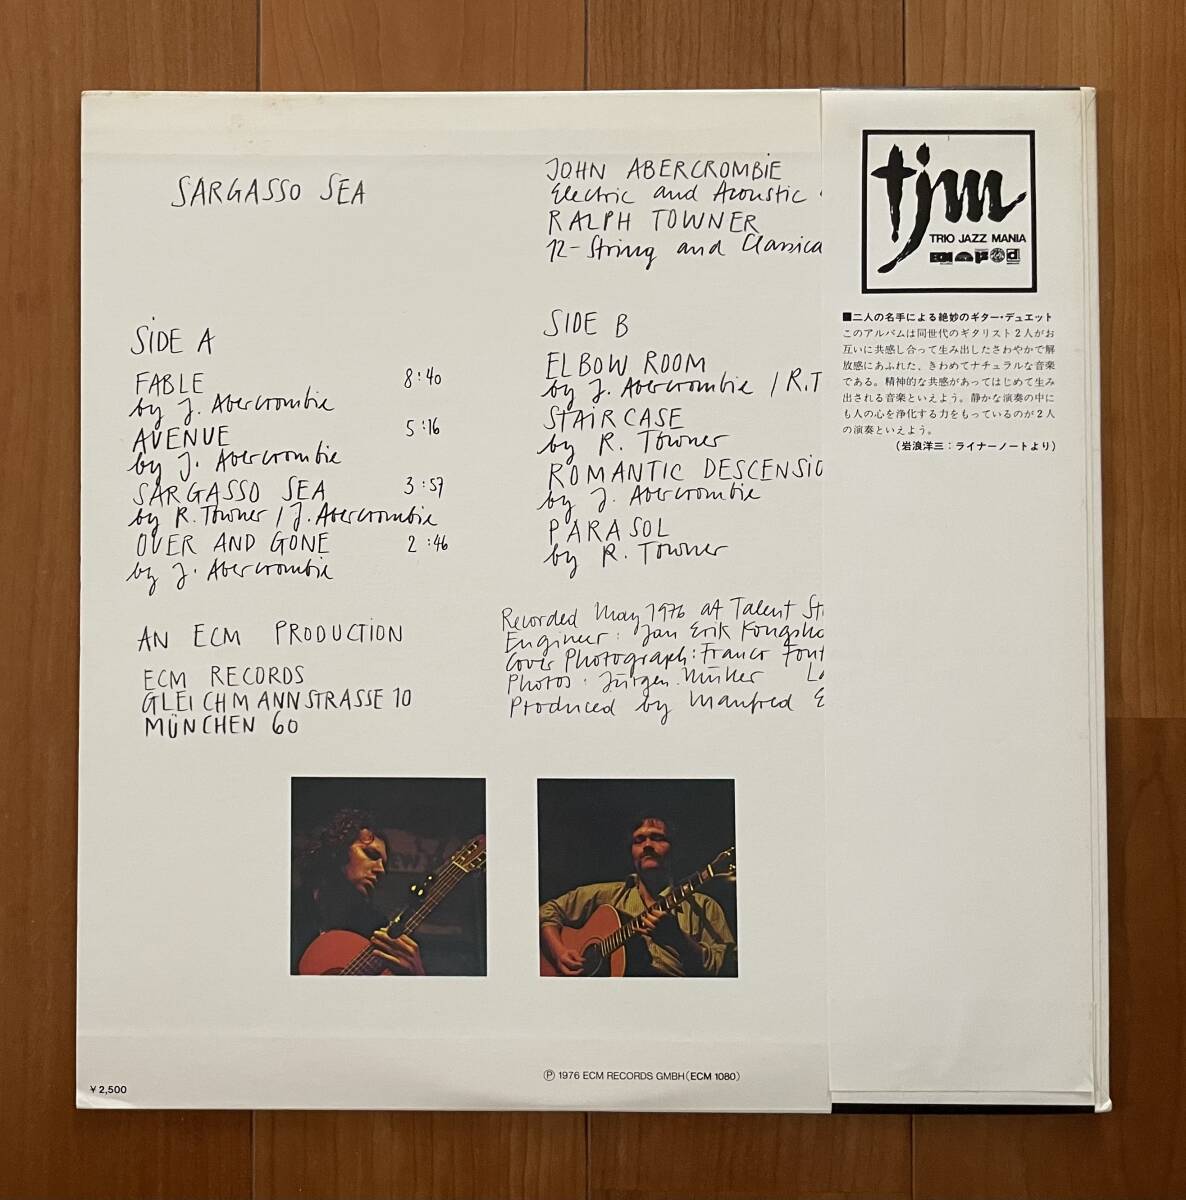 SARGASSO SEA
JOHN ABERCROMBIE
Electric and Acoustic
RALPH TOWNER
12-String and Classica
SIDE A
FABLE 8:40
by J. Abercrombie
AVENUE 5:16
by J. Abercrombie
SARGASSO SEA 3:57
by R. Towner / J. Abercrombie
OVER AND GONE 2:46
by J. Abercrombie
SIDE B
ELBOW ROOM
by J. Abercrombie / R.T
STAIRCASE
by R. Towner
ROMANTIC DESCENSIO
by J. Abercrombie
PARASOL
by R. Towner
AN ECM PRODUCTION
ECM RECORDS
GLEICHMANNSTRASSE 10
MÜNCHEN 60
Recorded May 1976 at Talent St
Engineer: Jan Erik Kongsha
Cover Photograph: Franco Font
Photos: Jürgen Müller La
Produced by Manfred E
¥2,500
Ⓟ 1976 ECM RECORDS GMBH (ECM 1080)
tjm
TRIO JAZZ MANIA
ECM
■二人の名手による絶妙のギター・デュエット
このアルバムは同世代のギタリスト2人がお
互いに共感し合って生み出したさわやかで解
放感にあふれた、きわめてナチュラルな音楽
である。精神的な共感があってはじめて生み
出される音楽といえよう。静かな演奏の中に
も人の心を浄化する力をもっているのが2人
の演奏といえよう。
(岩浪洋三:ライナーノートより)